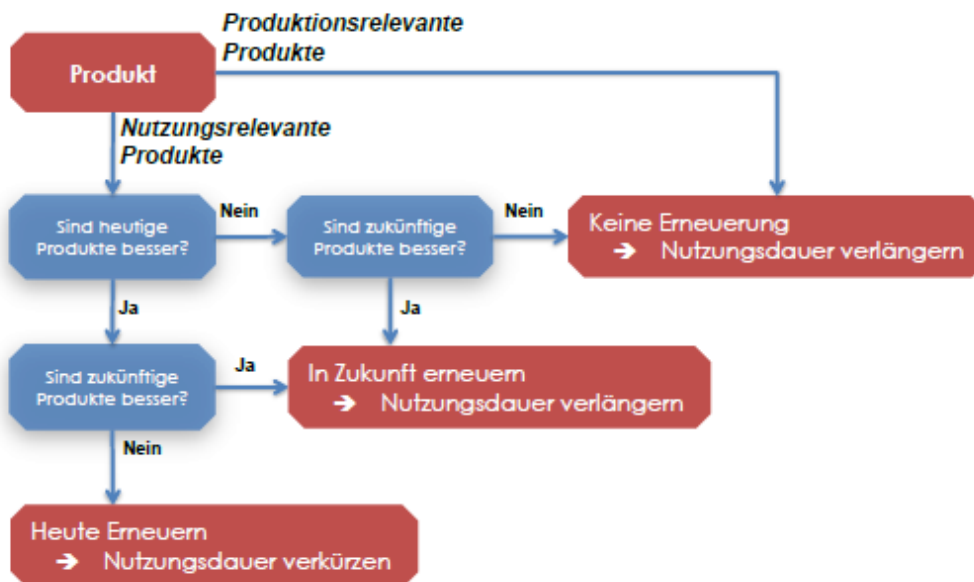 Produktionsrelevante
Produkte
Produkt
Nutzungsrelevante
Produkte
Sind heutige
Produkte besser?
Nein
Sind zukünftige
Produkte besser?
Nein
Keine Erneuerung
➔ Nutzungsdauer verlängern
Ja
Ja
Sind zukünftige
Produkte besser?
Ja
In Zukunft erneuern
➔ Nutzungsdauer verlängern
Nein
Heute Erneuern
➔ Nutzungsdauer verkürzen